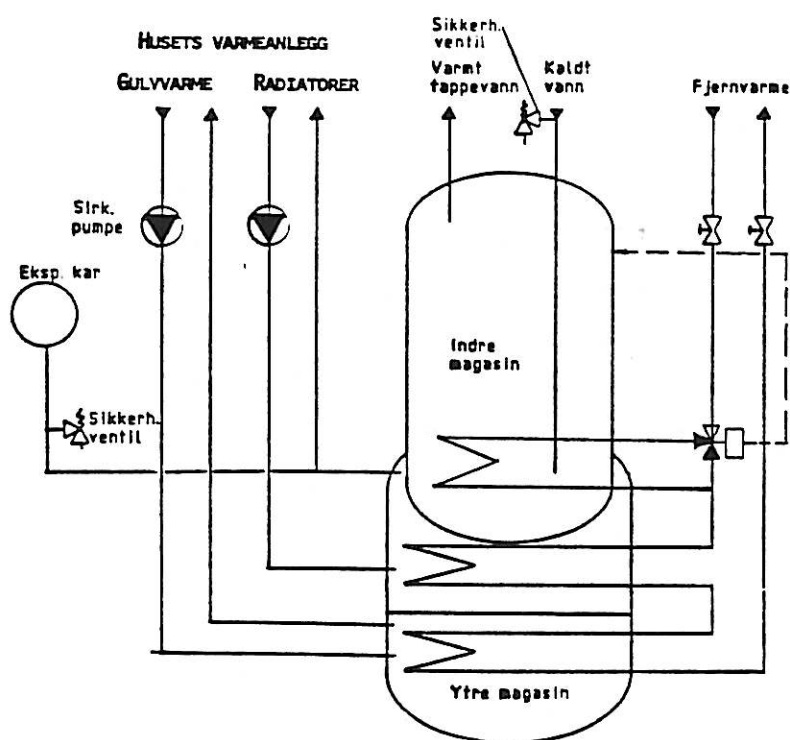 HUSETS VARMEANLEGG
GULVVARME
RADIATORER
Sikkerh.
ventil
Varmt
tappevann
Kaldt
vann
Fjernvarme
Sirk.
pumpe
Eksp. kar
Indre
magasin
Sikkerh.
ventil
Ytre magasin